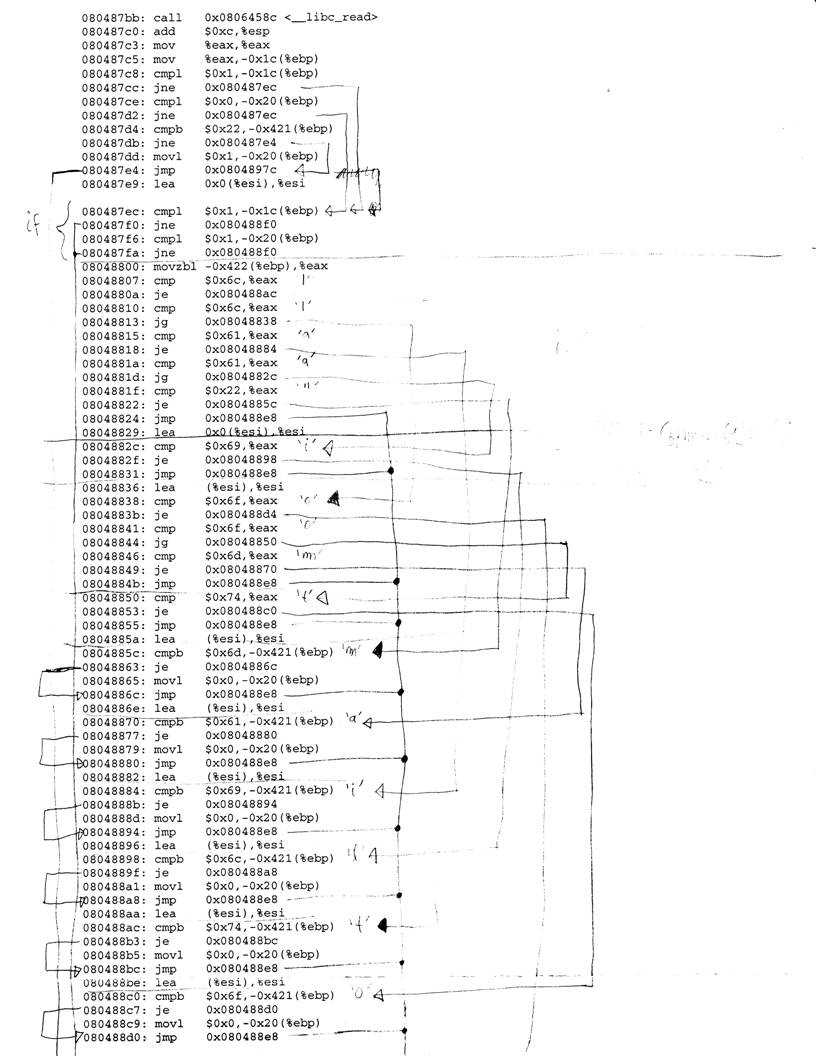 080487bb: call 0x0806458c <__libc_read>
080487c0: add $0xc,%esp
080487c3: mov %eax,%eax
080487c5: mov %eax,-0x1c(%ebp)
080487c8: cmpl $0x1,-0x1c(%ebp)
080487cc: jne 0x080487ec
080487ce: cmpl $0x0,-0x20(%ebp)
080487d2: jne 0x080487ec
080487d4: cmpb $0x22,-0x421(%ebp)
080487db: jne 0x080487e4
080487dd: movl $0x1,-0x20(%ebp)
080487e4: jmp 0x0804897c
080487e9: lea 0x0(%esi),%esi
080487ec: cmpl $0x1,-0x1c(%ebp)
if
080487f0: jne 0x080488f0
080487f6: cmpl $0x1,-0x20(%ebp)
080487fa: jne 0x080488f0
08048800: movzbl -0x422(%ebp),%eax
08048807: cmp $0x6c,%eax 'l'
0804880a: je 0x080488ac
08048810: cmp $0x6c,%eax 'l'
08048813: jg 0x08048838
08048815: cmp $0x61,%eax 'a'
08048818: je 0x08048884
0804881a: cmp $0x61,%eax 'a'
0804881d: jg 0x0804882c
0804881f: cmp $0x22,%eax '"'
08048822: je 0x0804885c
08048824: jmp 0x080488e8
08048829: lea 0x0(%esi),%esi
0804882c: cmp $0x69,%eax 'i'
0804882f: je 0x08048898
08048831: jmp 0x080488e8
08048836: lea (%esi),%esi
08048838: cmp $0x6f,%eax 'o'
0804883b: je 0x080488d4
08048841: cmp $0x6f,%eax 'o'
08048844: jg 0x08048850
08048846: cmp $0x6d,%eax 'm'
08048849: je 0x08048870
0804884b: jmp 0x080488e8
08048850: cmp $0x74,%eax 't'
08048853: je 0x080488c0
08048855: jmp 0x080488e8
0804885a: lea (%esi),%esi
0804885c: cmpb $0x6d,-0x421(%ebp) 'm'
08048863: je 0x0804886c
08048865: movl $0x0,-0x20(%ebp)
0804886c: jmp 0x080488e8
0804886e: lea (%esi),%esi
08048870: cmpb $0x61,-0x421(%ebp) 'a'
08048877: je 0x08048880
08048879: movl $0x0,-0x20(%ebp)
08048880: jmp 0x080488e8
08048882: lea (%esi),%esi
08048884: cmpb $0x69,-0x421(%ebp) 'i'
0804888b: je 0x08048894
0804888d: movl $0x0,-0x20(%ebp)
08048894: jmp 0x080488e8
08048896: lea (%esi),%esi
08048898: cmpb $0x6c,-0x421(%ebp) 'l'
0804889f: je 0x080488a8
080488a1: movl $0x0,-0x20(%ebp)
080488a8: jmp 0x080488e8
080488aa: lea (%esi),%esi
080488ac: cmpb $0x74,-0x421(%ebp) 't'
080488b3: je 0x080488bc
080488b5: movl $0x0,-0x20(%ebp)
080488bc: jmp 0x080488e8
080488be: lea (%esi),%esi
080488c0: cmpb $0x6f,-0x421(%ebp) 'o'
080488c7: je 0x080488d0
080488c9: movl $0x0,-0x20(%ebp)
080488d0: jmp 0x080488e8